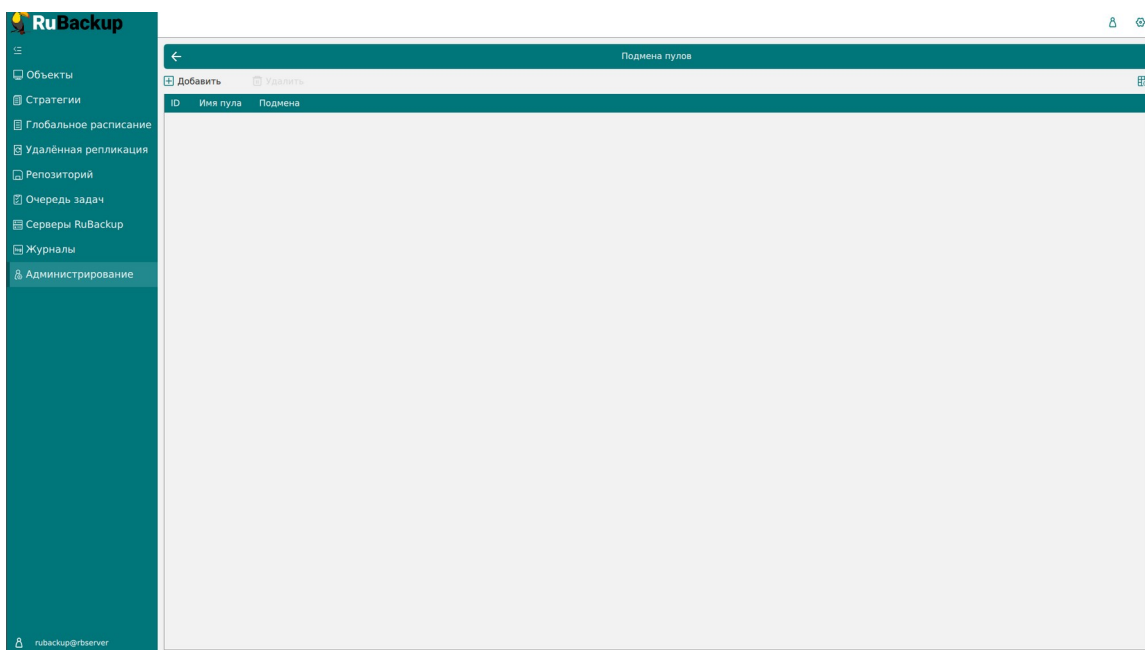 RuBackup
Объекты
Стратегии
Глобальное расписание
Удалённая репликация
Репозиторий
Очередь задач
Серверы RuBackup
Журналы
Администрирование
rubackup@rbserver
Подмена пулов
Добавить Удалить
ID Имя пула Подмена